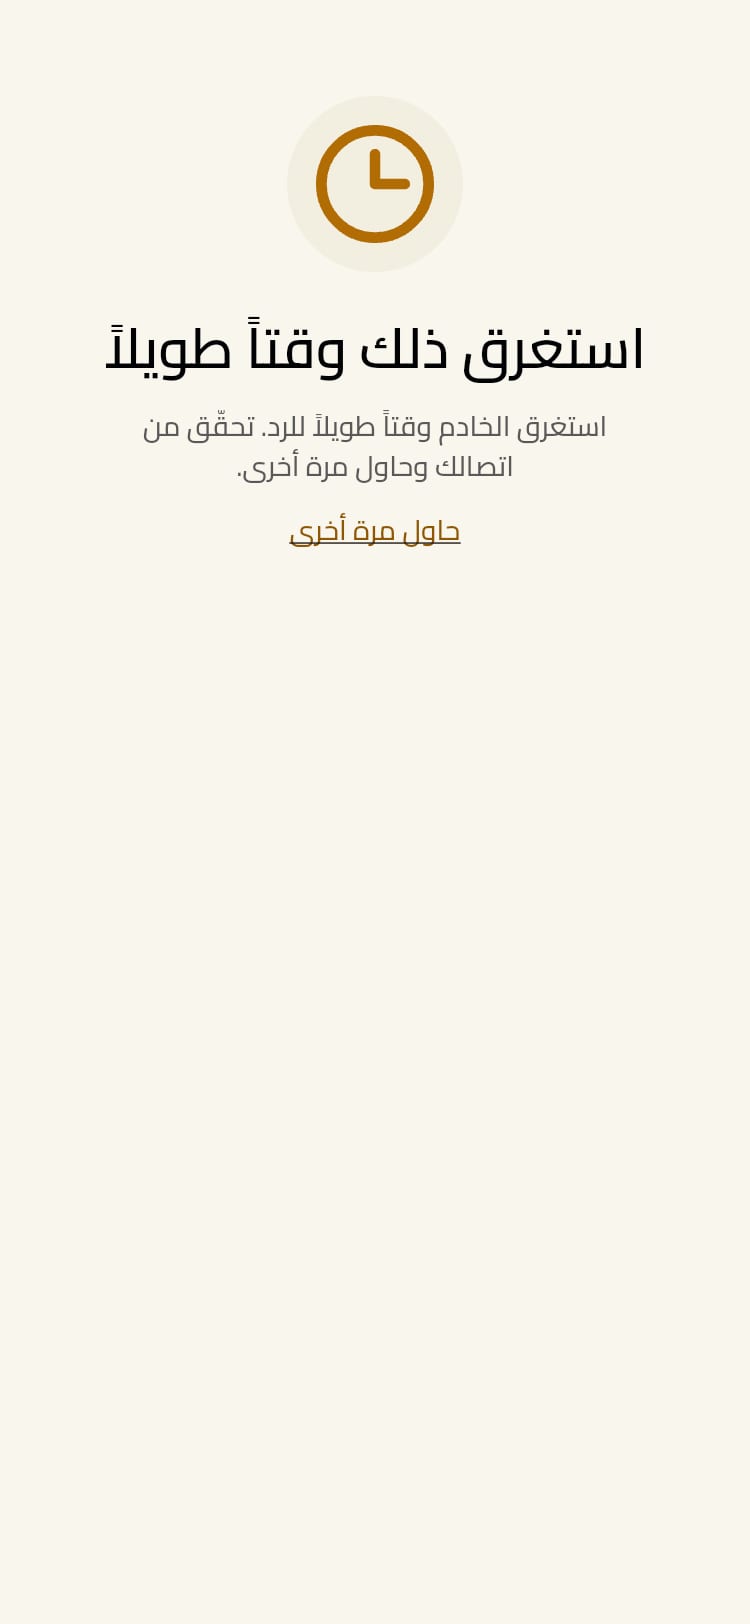 استغرق ذلك وقتاً طويلاً
استغرق الخادم وقتاً طويلاً للرد. تحقّق من
اتصالك وحاول مرة أخرى.
حاول مرة أخرى